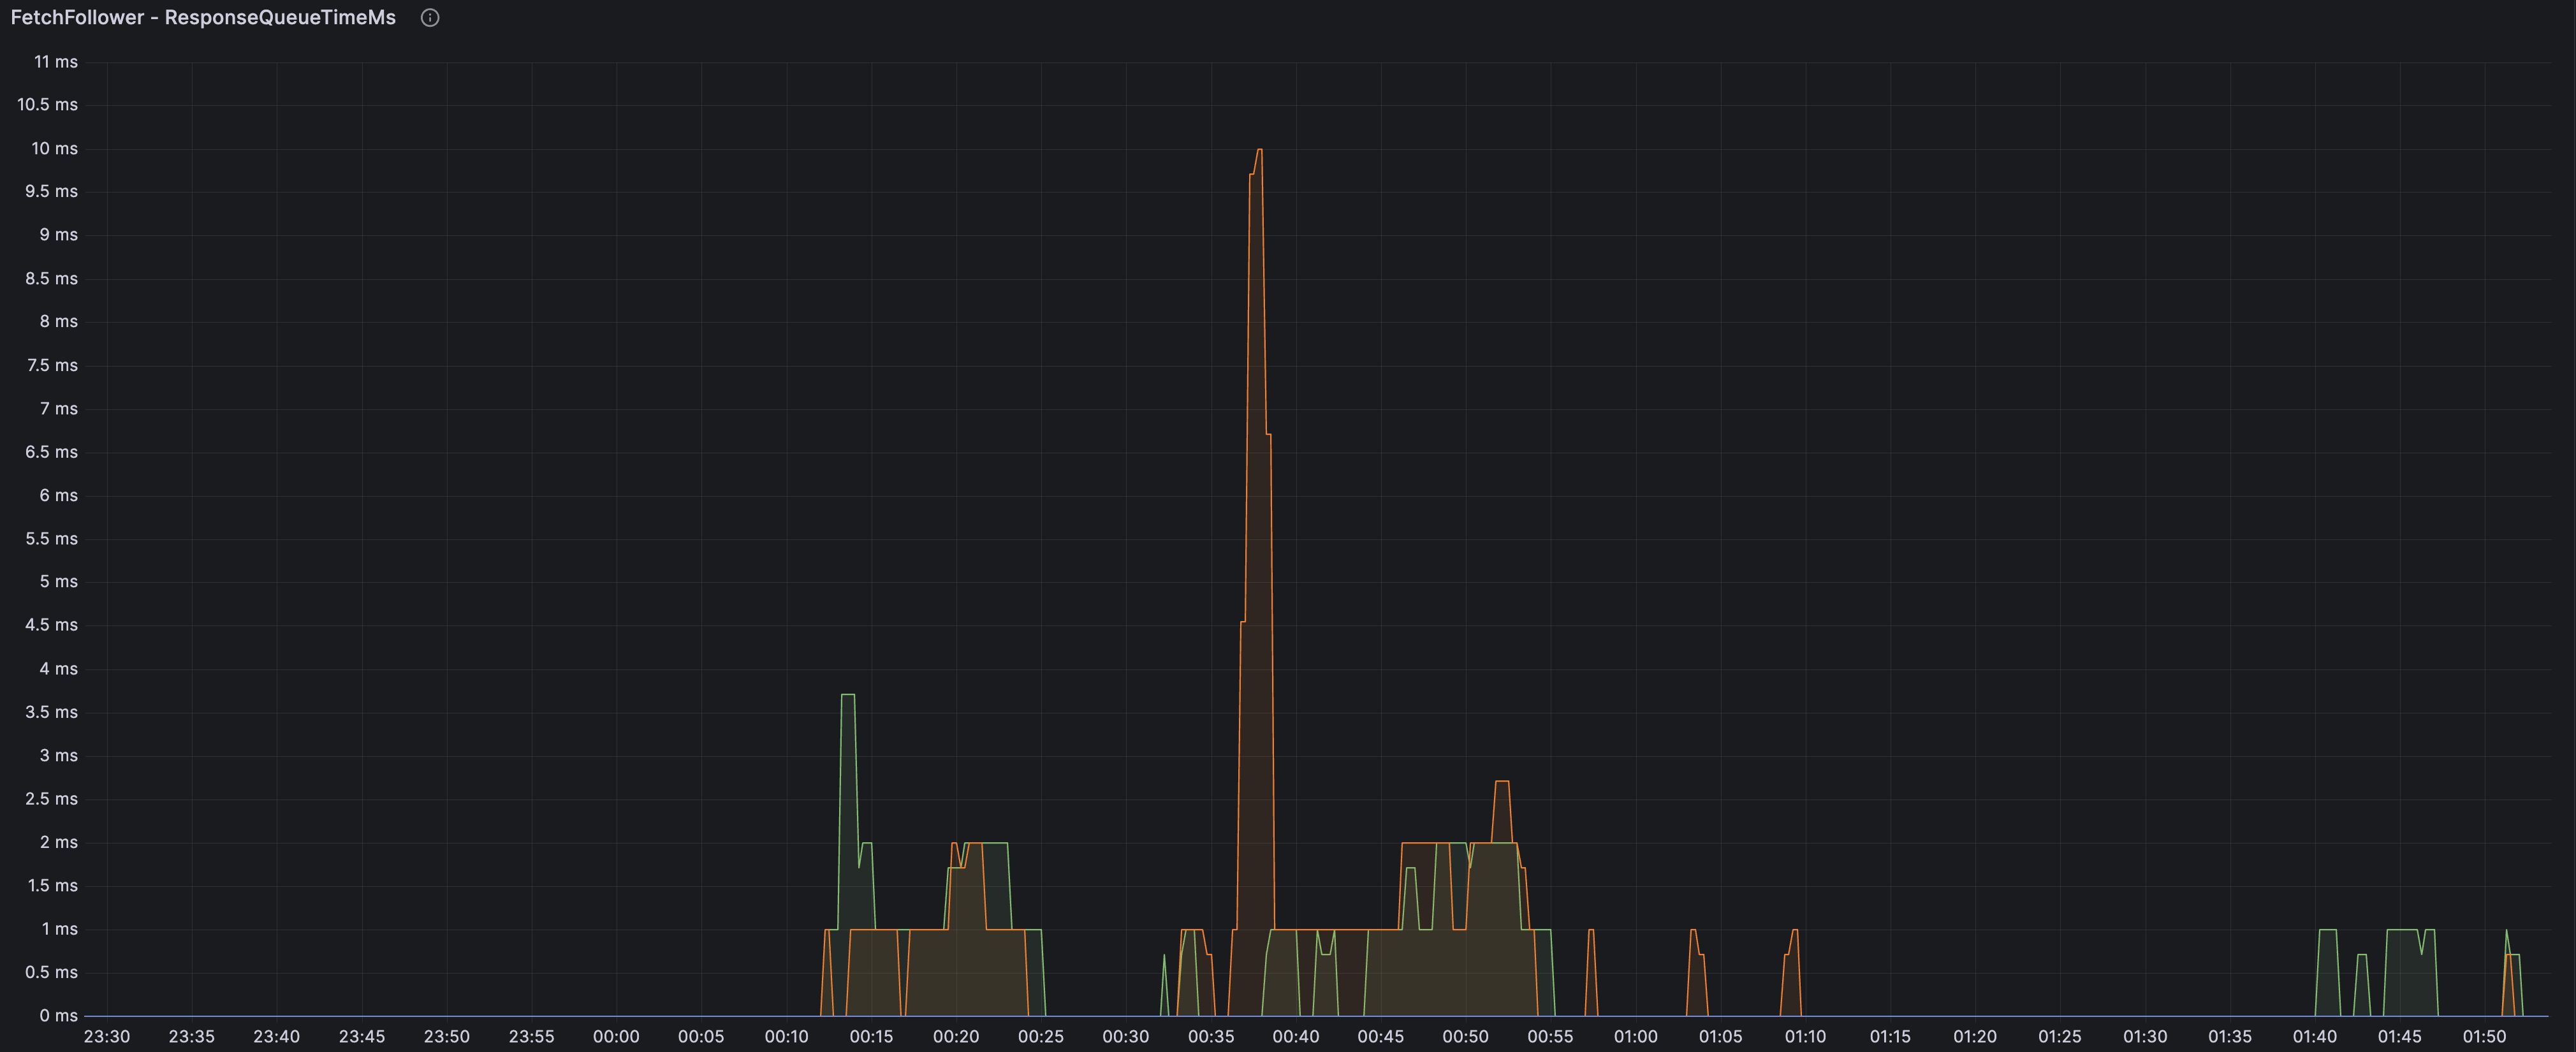 FetchFollower - ResponseQueueTimeMs
11 ms
10.5 ms
10 ms
9.5 ms
9 ms
8.5 ms
8 ms
7.5 ms
7 ms
6.5 ms
6 ms
5.5 ms
5 ms
4.5 ms
4 ms
3.5 ms
3 ms
2.5 ms
2 ms
1.5 ms
1 ms
0.5 ms
0 ms
23:30 23:35 23:40 23:45 23:50 23:55 00:00 00:05 00:10 00:15 00:20 00:25 00:30 00:35 00:40 00:45 00:50 00:55 01:00 01:05 01:10 01:15 01:20 01:25 01:30 01:35 01:40 01:45 01:50